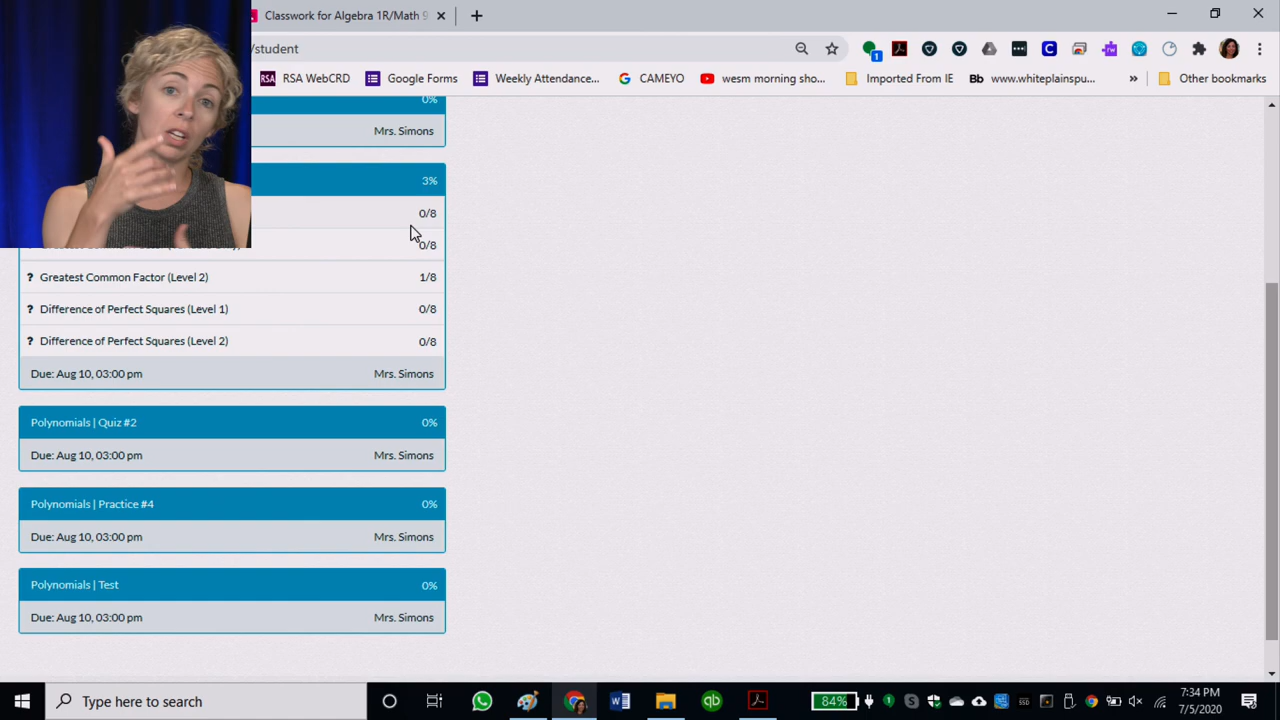 Classwork for Algebra 1R/Math 9
/student
1
RSA RSA WebCRD
Google Forms
Weekly Attendance...
G CAMEYO
wesm morning sho...
Imported From IE
Bb www.whiteplainspu...
»
Other bookmarks
0%
Mrs. Simons
3%
0/8
0/8
? Greatest Common Factor (Level 2) 1/8
? Difference of Perfect Squares (Level 1) 0/8
? Difference of Perfect Squares (Level 2) 0/8
Due: Aug 10, 03:00 pm Mrs. Simons
Polynomials | Quiz #2 0%
Due: Aug 10, 03:00 pm Mrs. Simons
Polynomials | Practice #4 0%
Due: Aug 10, 03:00 pm Mrs. Simons
Polynomials | Test 0%
Due: Aug 10, 03:00 pm Mrs. Simons
Type here to search
84%
7:34 PM
7/5/2020